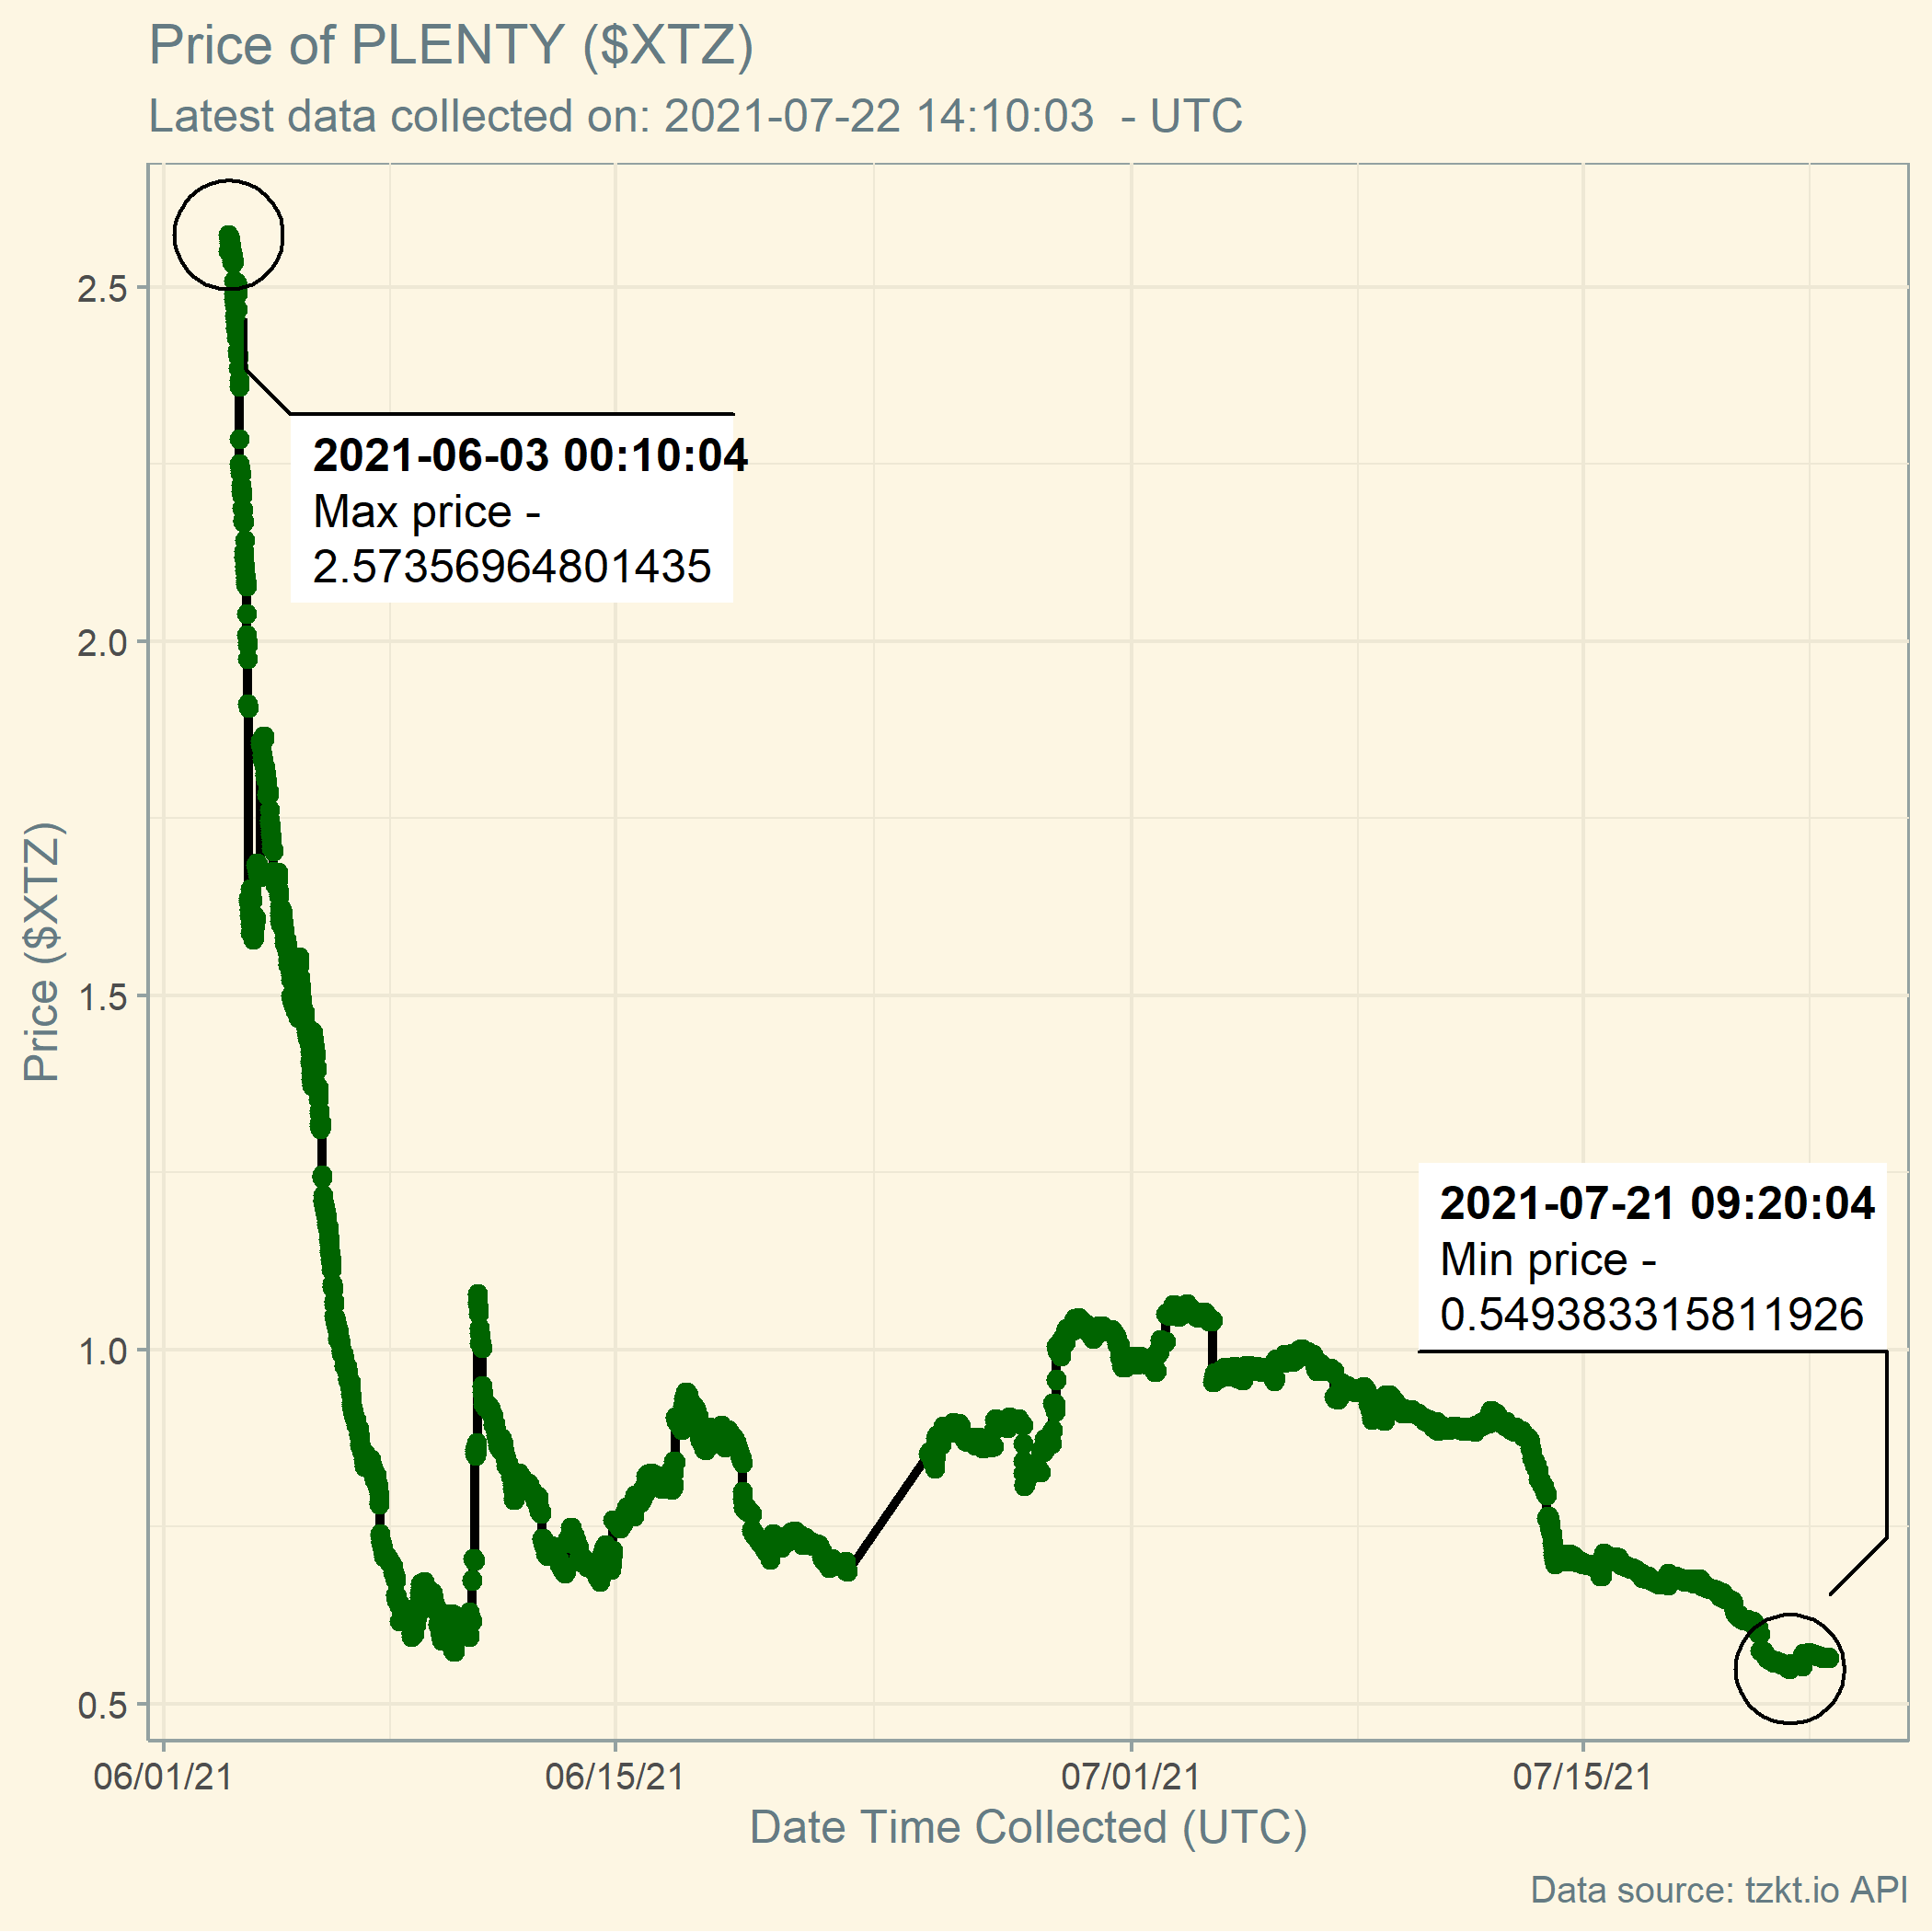 Price of PLENTY ($XTZ)
Latest data collected on: 2021-07-22 14:10:03  - UTC
2.5
2021-06-03 00:10:04
Max price -
2.57356964801435
2.0
Price ($XTZ)
1.5
2021-07-21 09:20:04
Min price -
0.549383315811926
1.0
0.5
06/01/21 06/15/21 07/01/21 07/15/21
Date Time Collected (UTC)
Data source: tzkt.io API